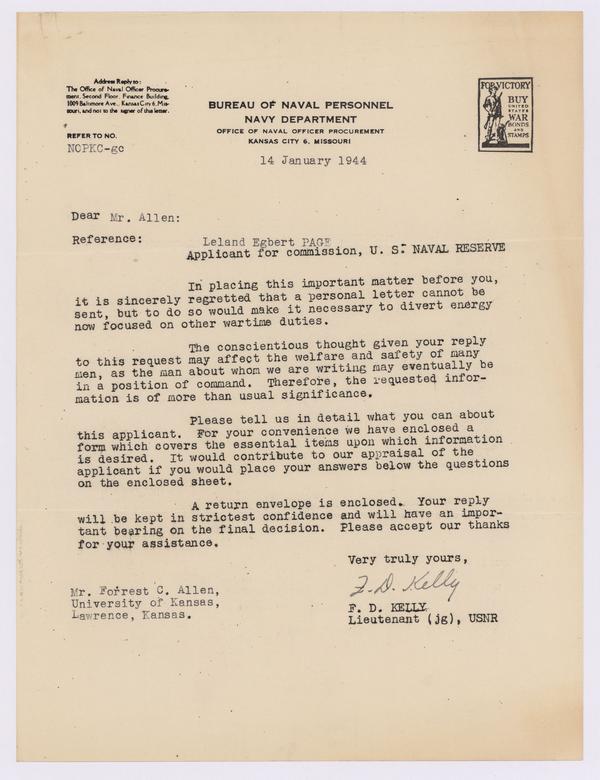 Address Reply to:
The Office of Naval Officer Procure-
ment, Second Floor, Finance Building,
1009 Baltimore Ave., Kansas City 6, Mis-
souri, and not to the signer of this letter.
REFER TO NO.
NOPKC-gc
BUREAU OF NAVAL PERSONNEL
NAVY DEPARTMENT
OFFICE OF NAVAL OFFICER PROCUREMENT
KANSAS CITY 6, MISSOURI
14 January 1944
FOR VICTORY
BUY
UNITED
STATES
WAR
BONDS
AND
STAMPS
Dear Mr. Allen:
Reference: Leland Egbert PAGE
Applicant for commission, U. S. NAVAL RESERVE
In placing this important matter before you,
it is sincerely regretted that a personal letter cannot be
sent, but to do so would make it necessary to divert energy
now focused on other wartime duties.
The conscientious thought given your reply
to this request may affect the welfare and safety of many
men, as the man about whom we are writing may eventually be
in a position of command. Therefore, the requested infor-
mation is of more than usual significance.
Please tell us in detail what you can about
this applicant. For your convenience we have enclosed a
form which covers the essential items upon which information
is desired. It would contribute to our appraisal of the
applicant if you would place your answers below the questions
on the enclosed sheet.
A return envelope is enclosed. Your reply
will be kept in strictest confidence and will have an impor-
tant bearing on the final decision. Please accept our thanks
for your assistance.
Very truly yours,
F. D. Kelly
F. D. KELLY
Lieutenant (jg), USNR
Mr. Forrest C. Allen,
University of Kansas,
Lawrence, Kansas.